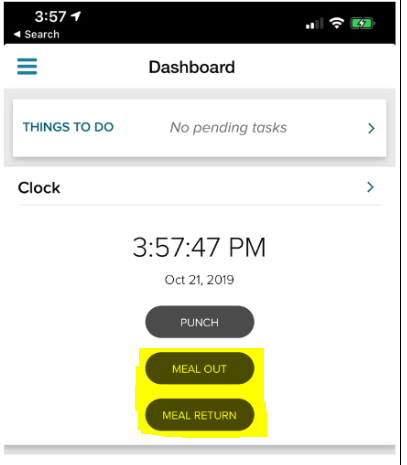 3:57
◄ Search
Dashboard
THINGS TO DO No pending tasks
Clock
3:57:47 PM
Oct 21, 2019
PUNCH
MEAL OUT
MEAL RETURN